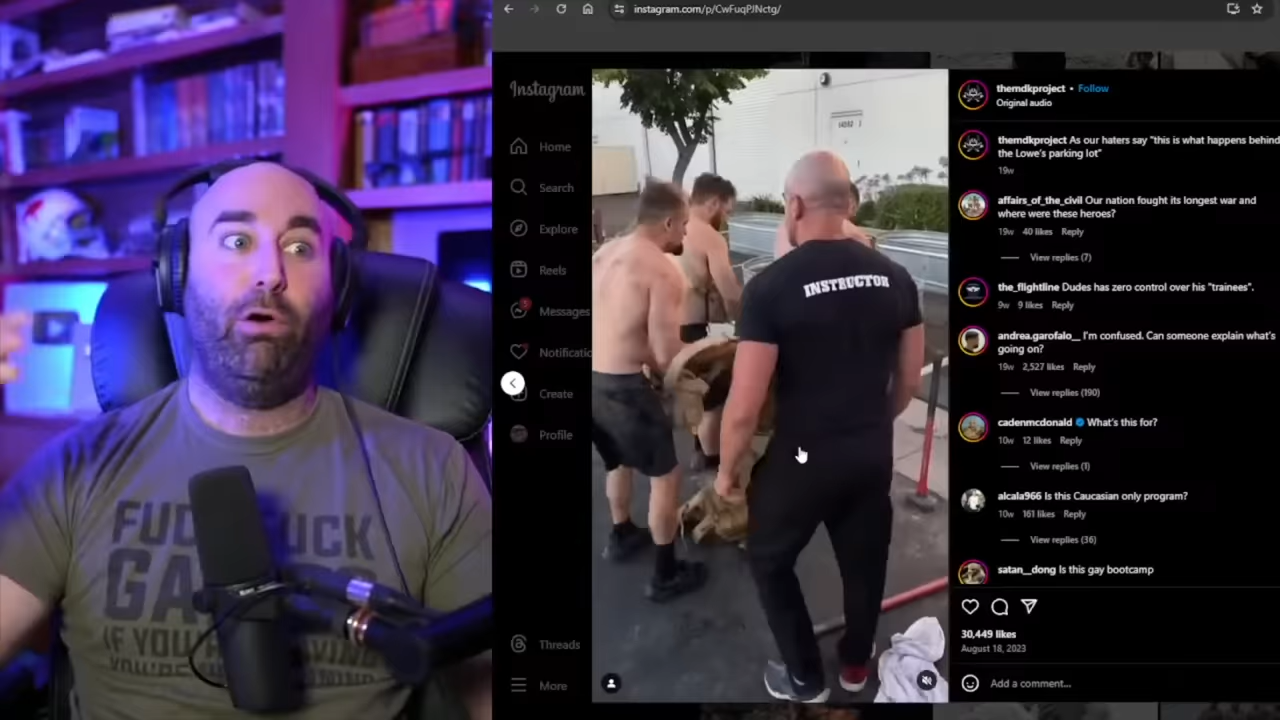 instagram.com/p/CwFuqPJNctg/
Instagram
Home
Search
Explore
Reels
Messages
Notificatic
Create
Profile
Threads
More
INSTRUCTOR
themdkproject • Follow
Original audio
themdkproject As our haters say "this is what happens behind
the Lowe's parking lot"
19w
affairs_of_the_civil Our nation fought its longest war and
where were these heroes?
19w 40 likes Reply
View replies (7)
the_flightline Dudes has zero control over his "trainees".
9w 9 likes Reply
andrea.garofalo__ I'm confused. Can someone explain what's
going on?
19w 2,527 likes Reply
View replies (190)
cadenmcdonald What's this for?
10w 12 likes Reply
View replies (1)
alcala966 Is this Caucasian only program?
10w 161 likes Reply
View replies (36)
satan__dong Is this gay bootcamp
30,449 likes
August 18, 2023
Add a comment...
IF YOU'